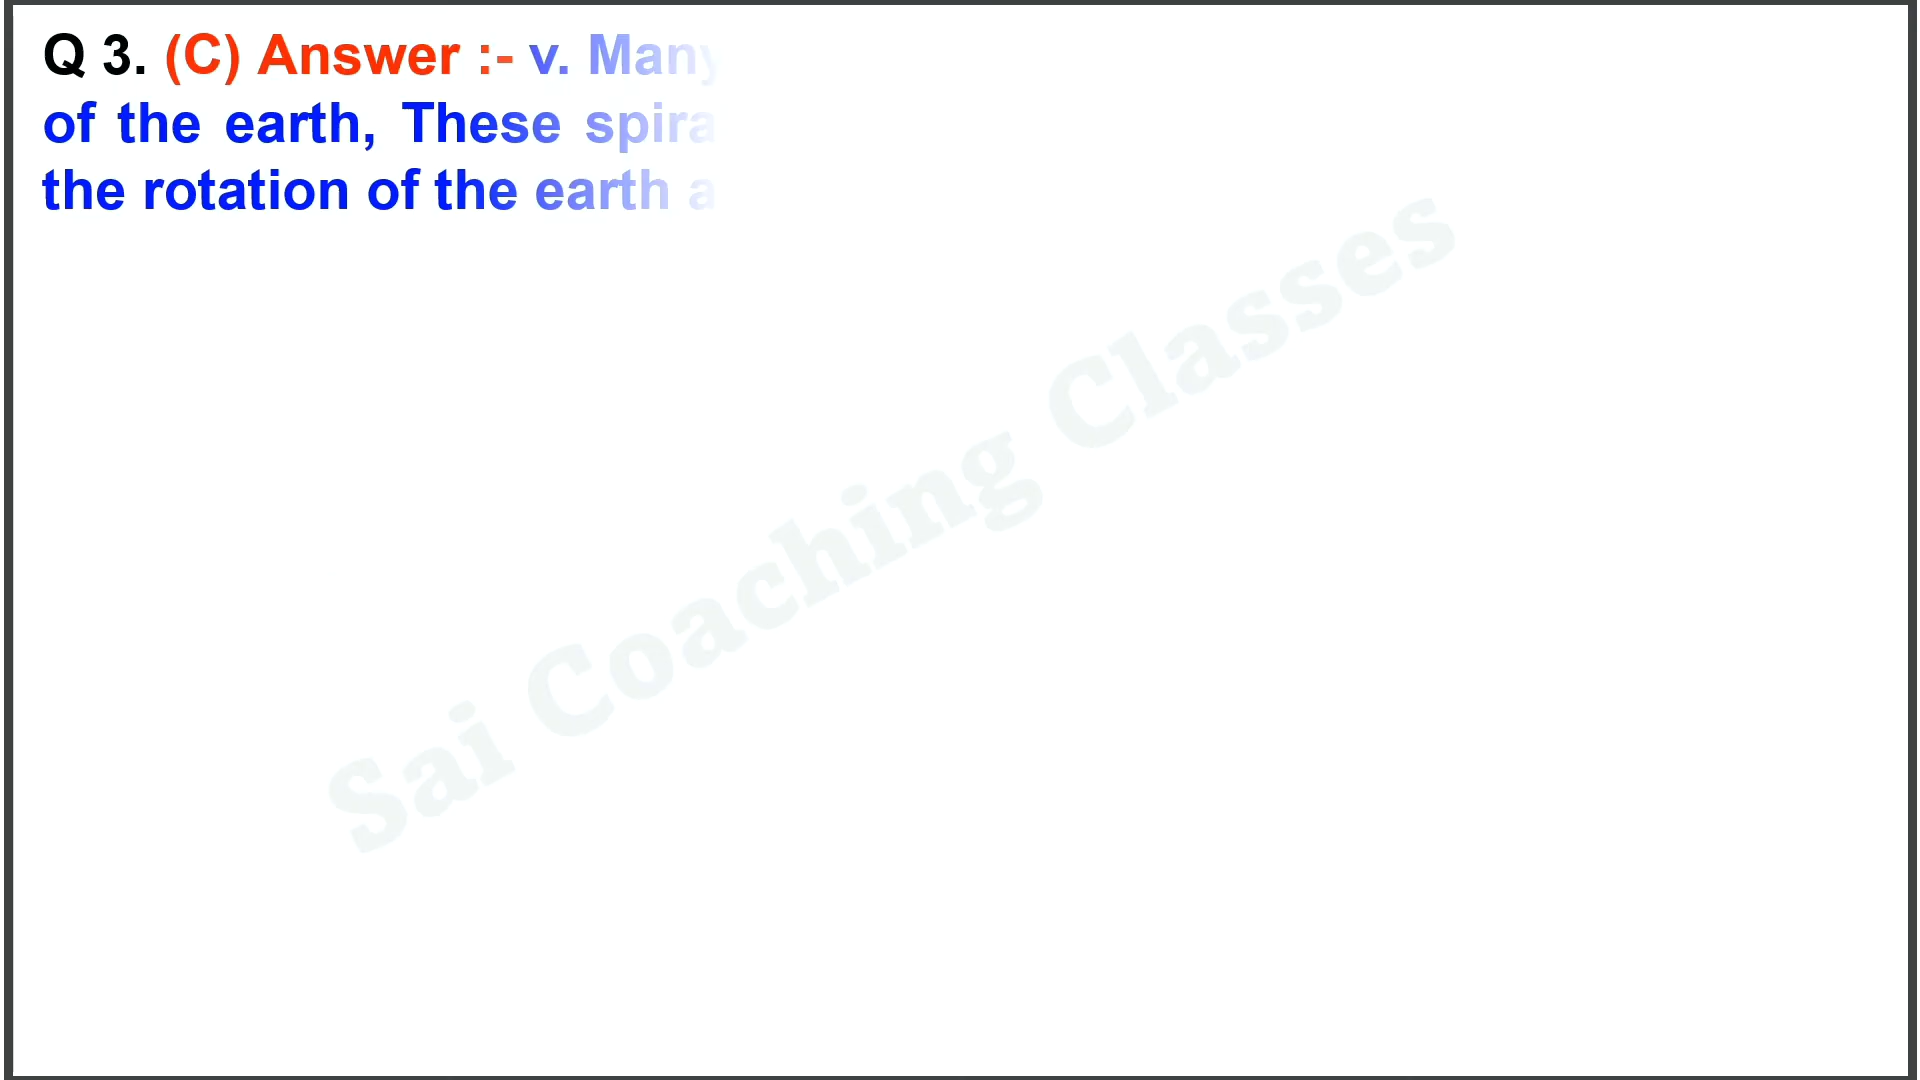 Q 3. (C) Answer :- v. Many
of the earth, These spira
the rotation of the earth a
Sai Coaching Classes